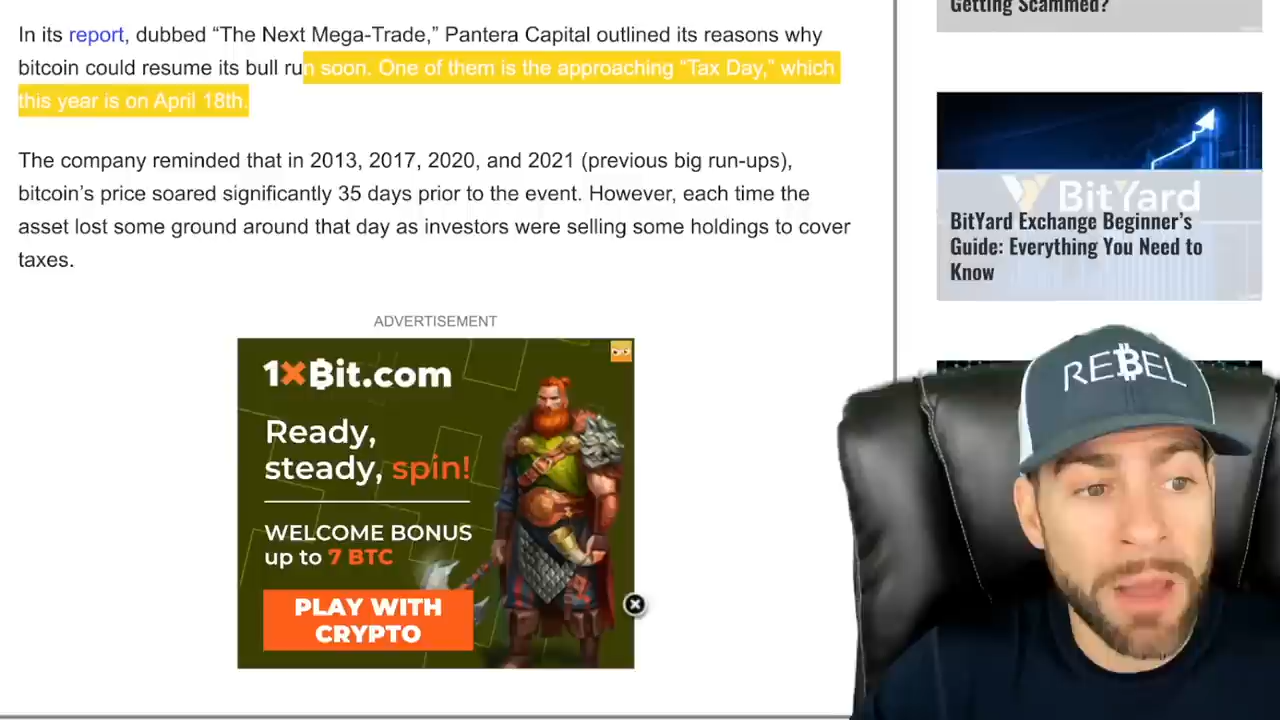 In its report, dubbed “The Next Mega-Trade,” Pantera Capital outlined its reasons why
bitcoin could resume its bull run soon. One of them is the approaching “Tax Day,” which
this year is on April 18th.
The company reminded that in 2013, 2017, 2020, and 2021 (previous big run-ups),
bitcoin’s price soared significantly 35 days prior to the event. However, each time the
asset lost some ground around that day as investors were selling some holdings to cover
taxes.
ADVERTISEMENT
1×Bit.com
Ready,
steady, spin!
WELCOME BONUS
up to 7 BTC
PLAY WITH
CRYPTO
Getting Scammed?
BitYard
BitYard Exchange Beginner’s
Guide: Everything You Need to
Know
RE₿EL